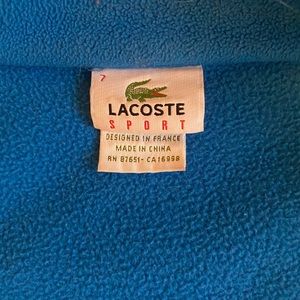 7
LACOSTE
SPORT
DESIGNED IN FRANCE
MADE IN CHINA
RN 87651 - CA16998